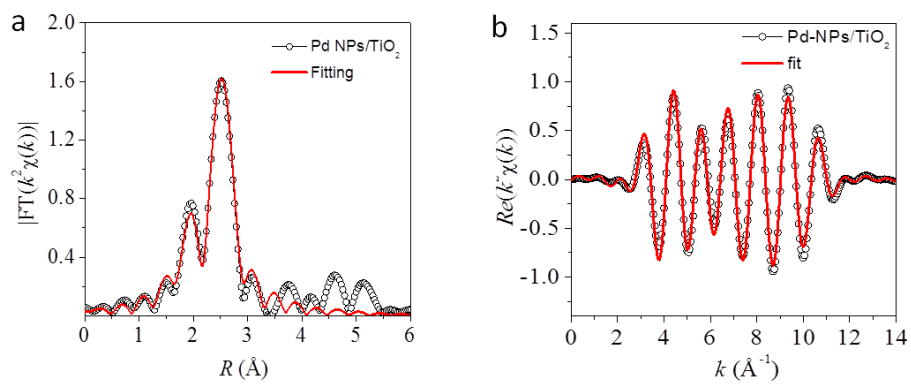 a
|FT(k²χ(k))|
2.0
1.6
1.2
0.8
0.4
0 1 2 3 4 5 6
R (Å)
Pd NPs/TiO₂
Fitting
b
Re(k²χ(k))
1.5
1.0
0.5
0.0
-0.5
-1.0
0 2 4 6 8 10 12 14
k (Å⁻¹)
Pd-NPs/TiO₂
fit